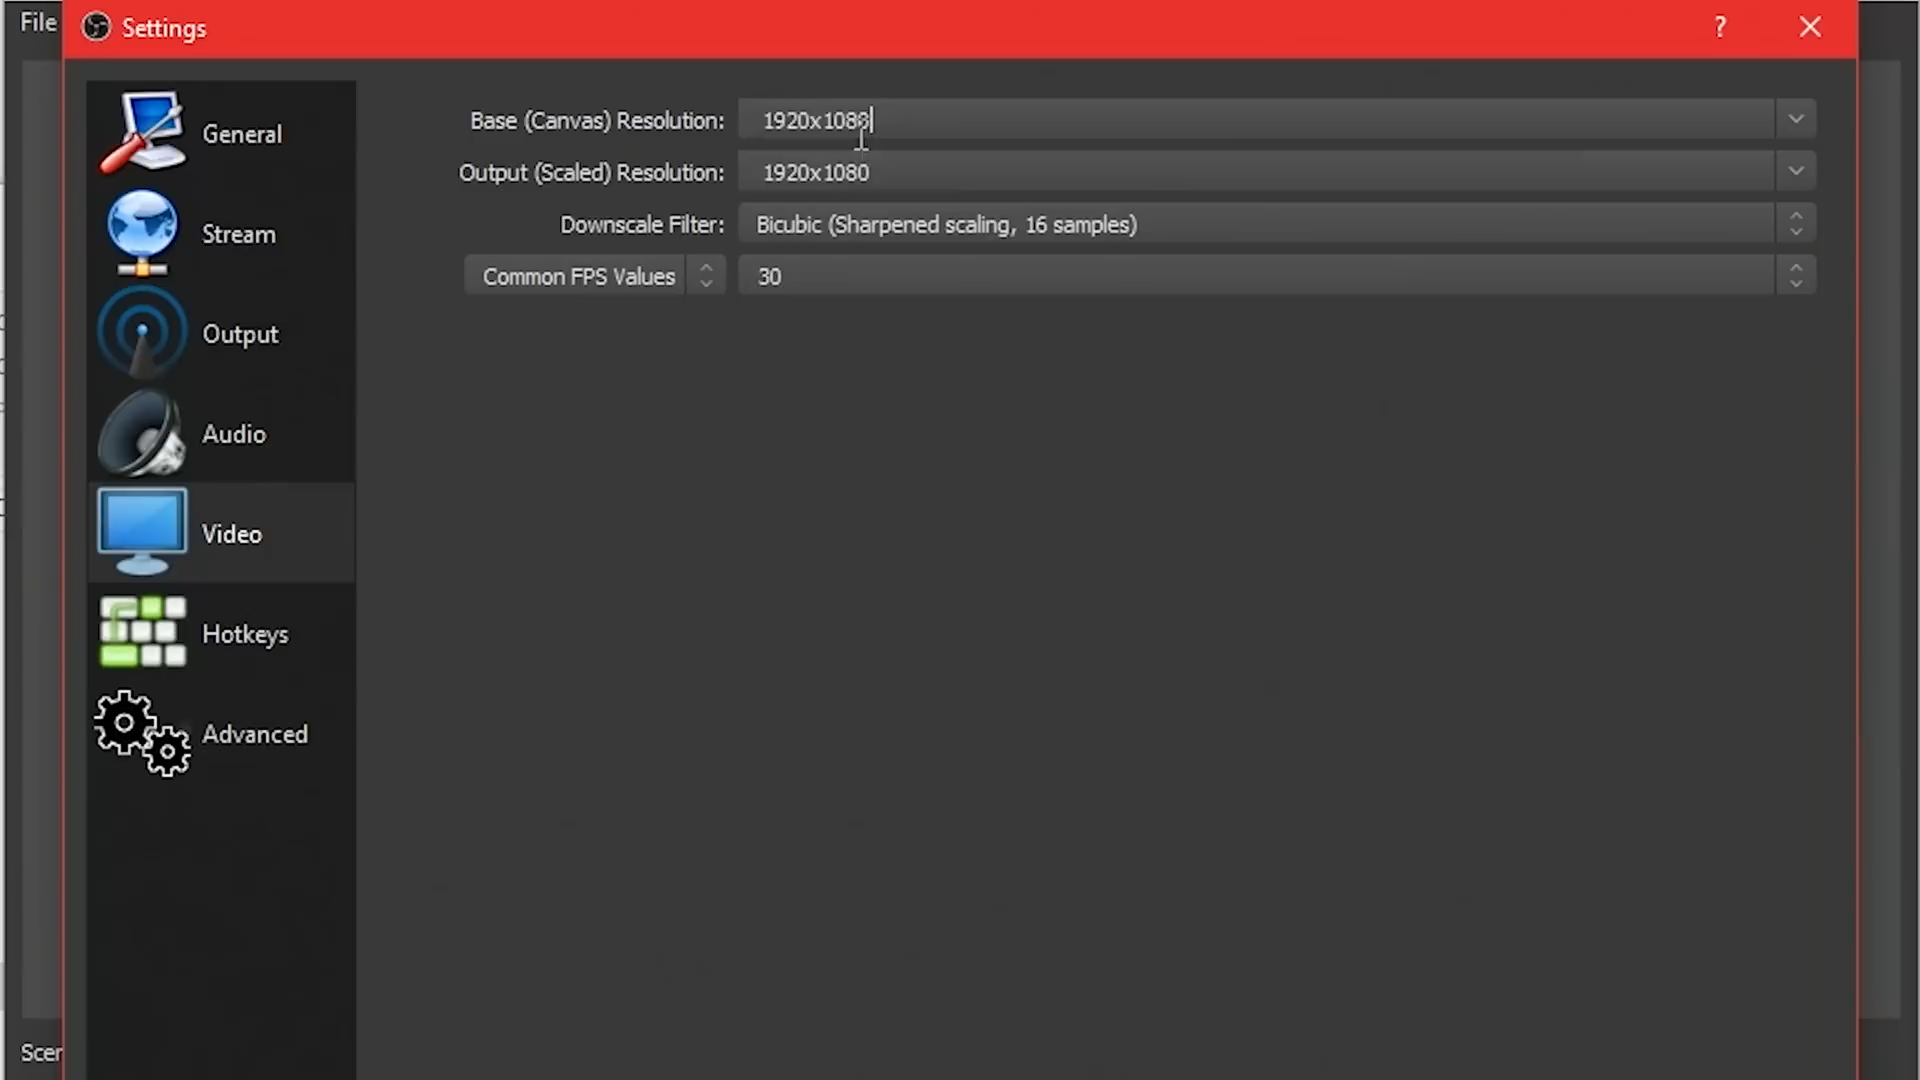 File
Settings
?
General
Stream
Output
Audio
Video
Hotkeys
Advanced
Base (Canvas) Resolution: 1920x1080
Output (Scaled) Resolution: 1920x1080
Downscale Filter: Bicubic (Sharpened scaling, 16 samples)
Common FPS Values 30
Scen